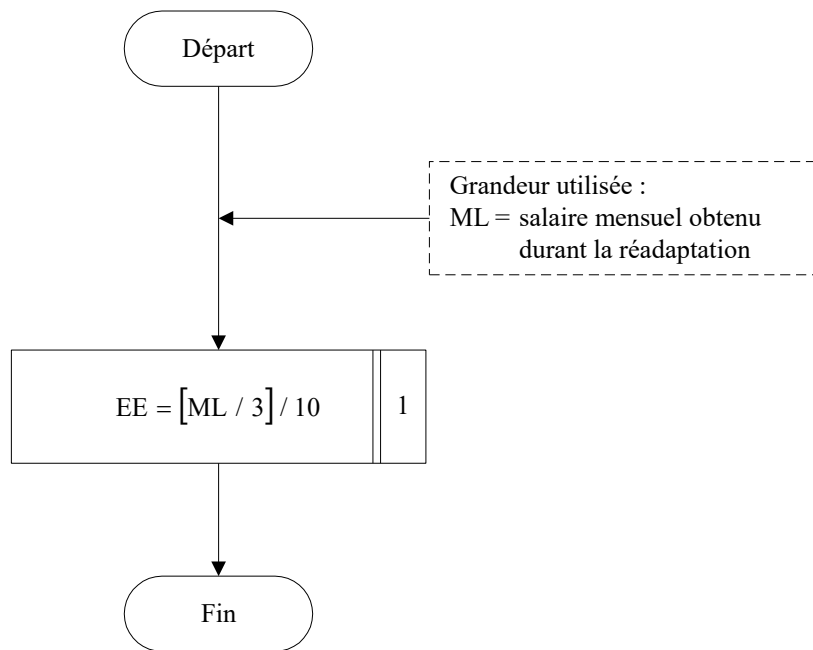 Départ
Grandeur utilisée :
ML = salaire mensuel obtenu
durant la réadaptation
EE = [ML / 3] / 10
1
Fin